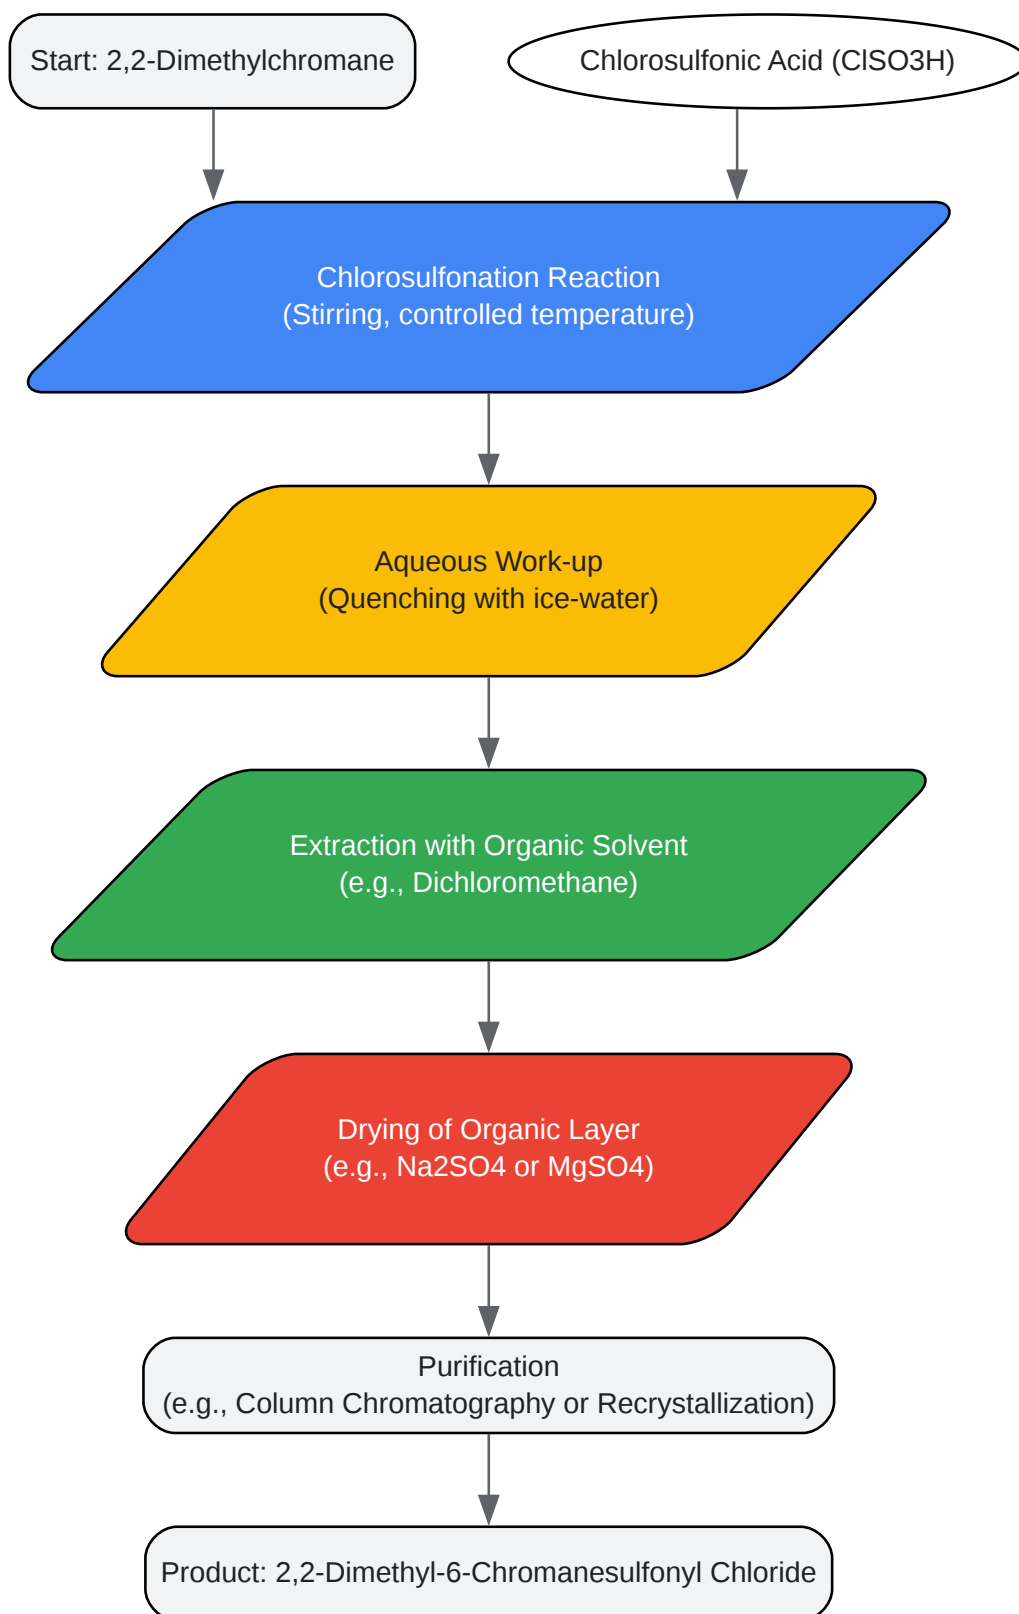 Start: 2,2-Dimethylchromane
Chlorosulfonic Acid (ClSO3H)
Chlorosulfonation Reaction
(Stirring, controlled temperature)
Aqueous Work-up
(Quenching with ice-water)
Extraction with Organic Solvent
(e.g., Dichloromethane)
Drying of Organic Layer
(e.g., Na2SO4 or MgSO4)
Purification
(e.g., Column Chromatography or Recrystallization)
Product: 2,2-Dimethyl-6-Chromanesulfonyl Chloride